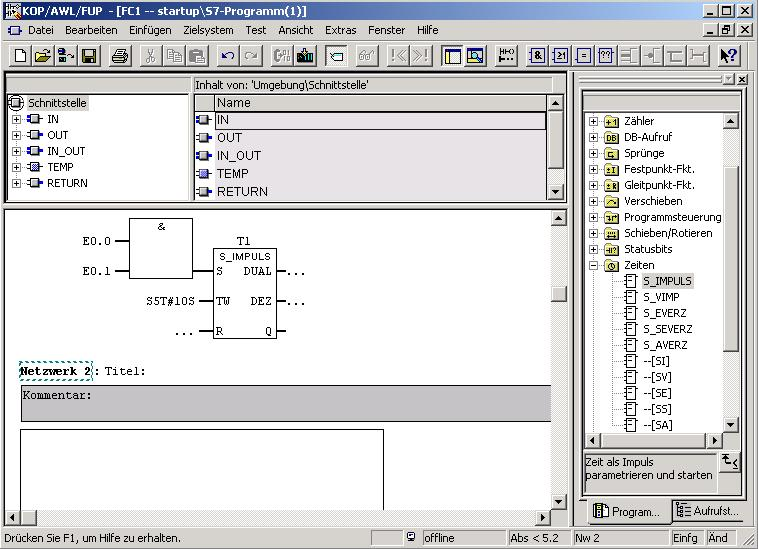 KOP/AWL/FUP - [FC1 -- startup\S7-Programm(1)]
Datei Bearbeiten Einfügen Zielsystem Test Ansicht Extras Fenster Hilfe
& ≥1 = ??
Inhalt von: 'Umgebung\Schnittstelle'
Schnittstelle
IN
OUT
IN_OUT
TEMP
RETURN
Name
IN
OUT
IN_OUT
TEMP
RETURN
&
E0.0
E0.1
T1
S_IMPULS
S DUAL ...
S5T#10S TW DEZ ...
... R Q
Netzwerk 2: Titel:
Kommentar:
Zähler
DB-Aufruf
Sprünge
Festpunkt-Fkt.
Gleitpunkt-Fkt.
Verschieben
Programmsteuerung
Schieben/Rotieren
Statusbits
Zeiten
S_IMPULS
S_VIMP
S_EVERZ
S_SEVERZ
S_AVERZ
--[SI]
--[SV]
--[SE]
--[SS]
--[SA]
Zeit als Impuls
parametrieren und starten
Program... Aufrufst...
Drücken Sie F1, um Hilfe zu erhalten. offline Abs < 5.2 Nw 2 Einfg Änd